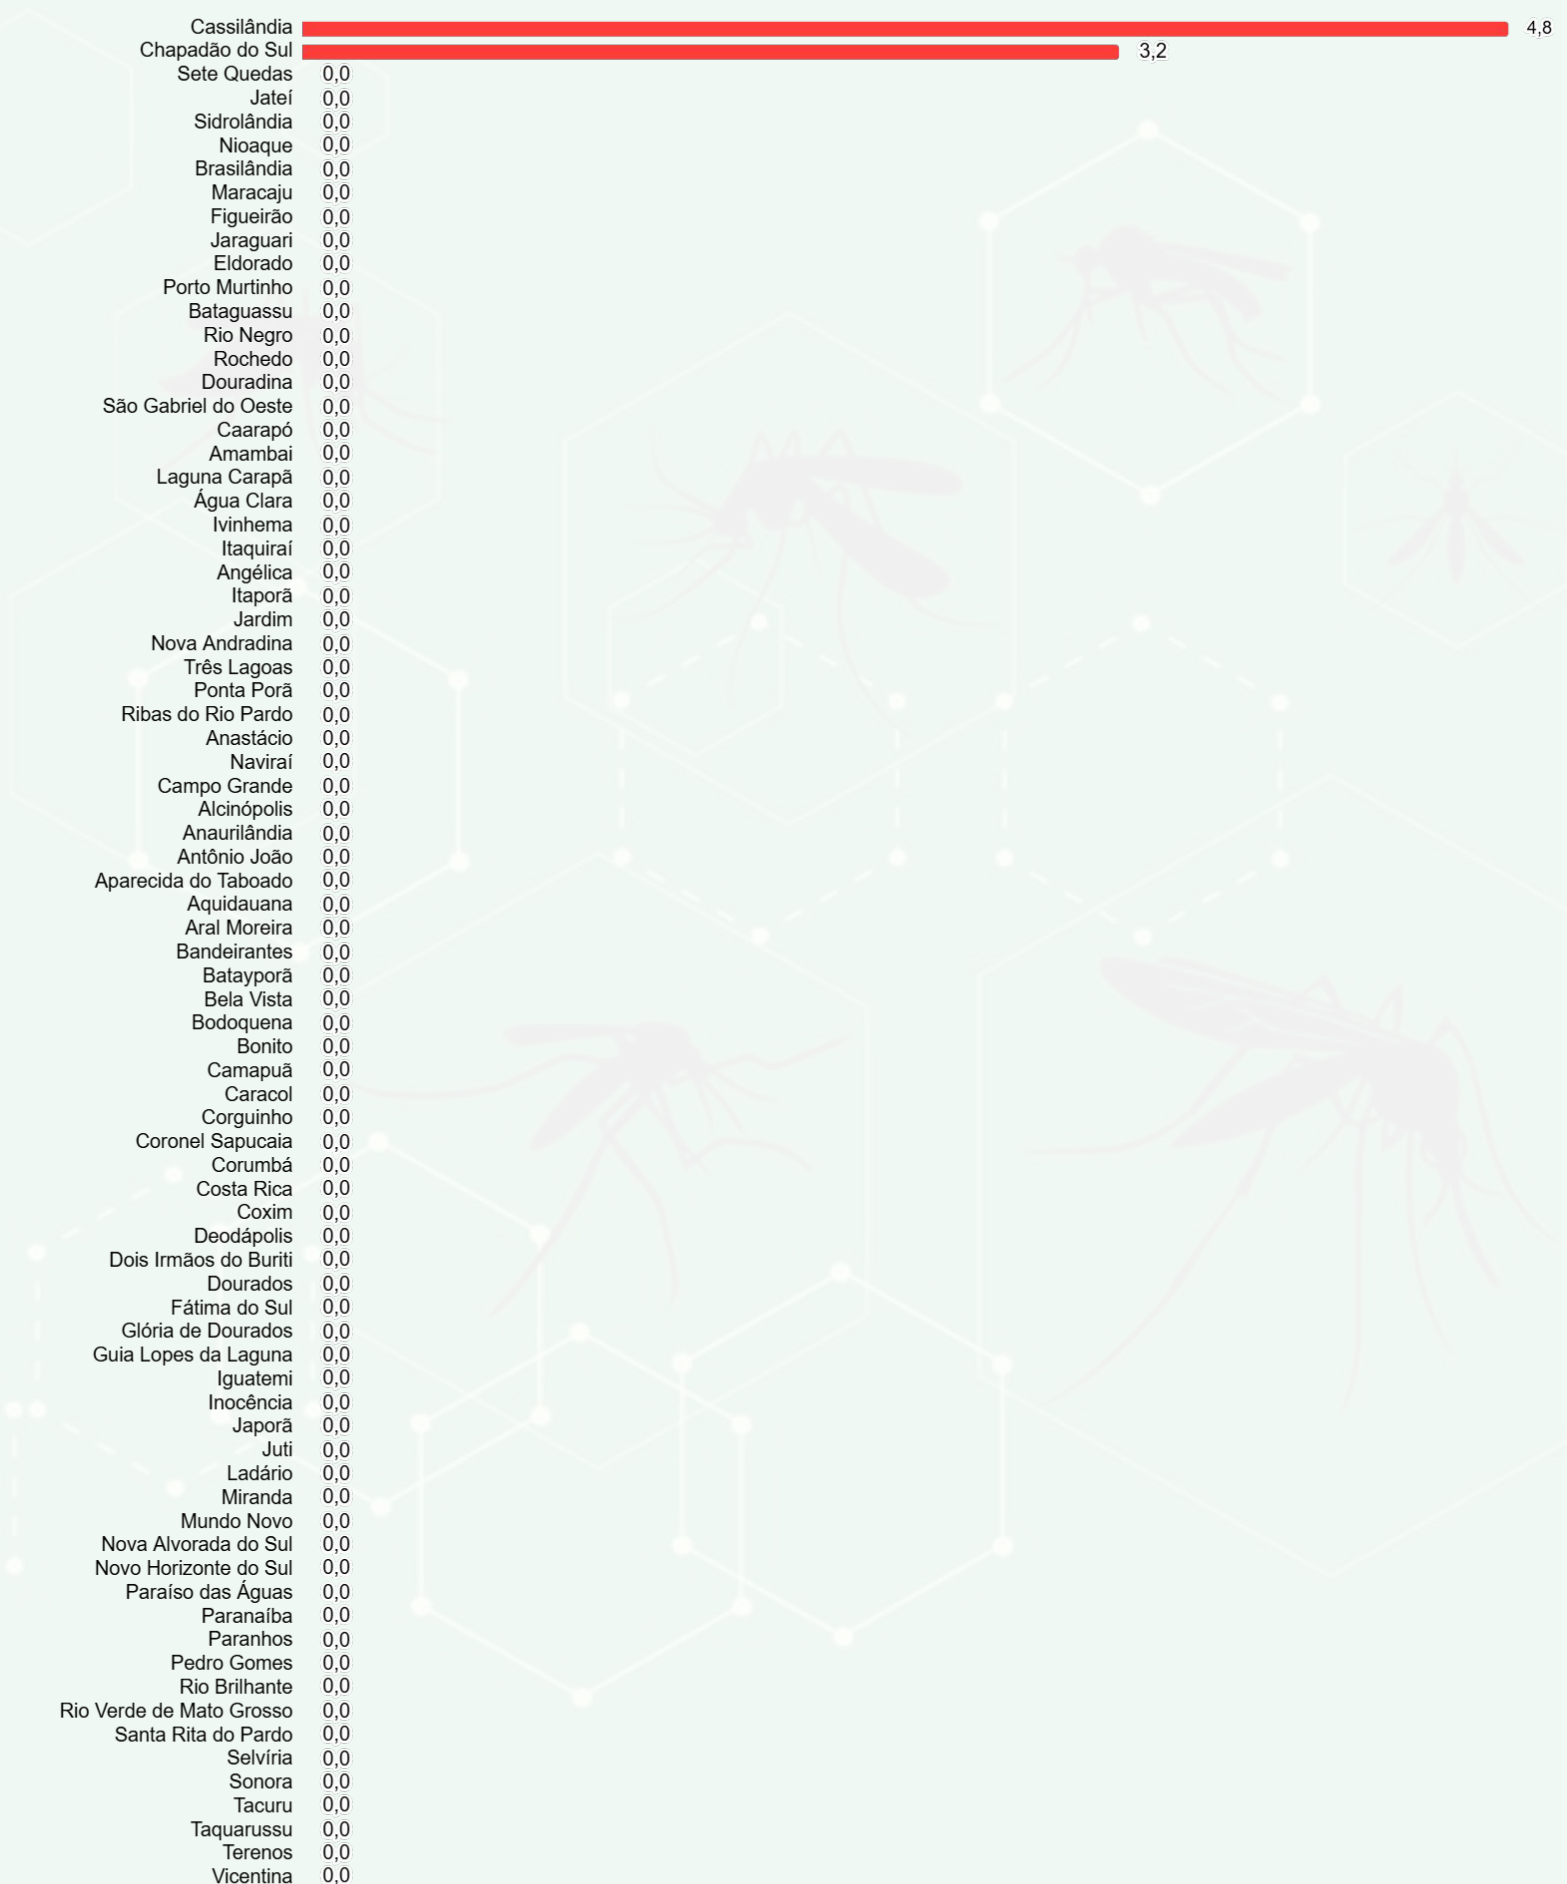 Cassilândia 4,8
Chapadão do Sul 3,2
Sete Quedas 0,0
Jateí 0,0
Sidrolândia 0,0
Nioaque 0,0
Brasilândia 0,0
Maracaju 0,0
Figueirão 0,0
Jaraguari 0,0
Eldorado 0,0
Porto Murtinho 0,0
Bataguassu 0,0
Rio Negro 0,0
Rochedo 0,0
Douradina 0,0
São Gabriel do Oeste 0,0
Caarapó 0,0
Amambai 0,0
Laguna Carapã 0,0
Água Clara 0,0
Ivinhema 0,0
Itaquiraí 0,0
Angélica 0,0
Itaporã 0,0
Jardim 0,0
Nova Andradina 0,0
Três Lagoas 0,0
Ponta Porã 0,0
Ribas do Rio Pardo 0,0
Anastácio 0,0
Naviraí 0,0
Campo Grande 0,0
Alcinópolis 0,0
Anaurilândia 0,0
Antônio João 0,0
Aparecida do Taboado 0,0
Aquidauana 0,0
Aral Moreira 0,0
Bandeirantes 0,0
Batayporã 0,0
Bela Vista 0,0
Bodoquena 0,0
Bonito 0,0
Camapuã 0,0
Caracol 0,0
Corguinho 0,0
Coronel Sapucaia 0,0
Corumbá 0,0
Costa Rica 0,0
Coxim 0,0
Deodápolis 0,0
Dois Irmãos do Buriti 0,0
Dourados 0,0
Fátima do Sul 0,0
Glória de Dourados 0,0
Guia Lopes da Laguna 0,0
Iguatemi 0,0
Inocência 0,0
Japorã 0,0
Juti 0,0
Ladário 0,0
Miranda 0,0
Mundo Novo 0,0
Nova Alvorada do Sul 0,0
Novo Horizonte do Sul 0,0
Paraíso das Águas 0,0
Paranaíba 0,0
Paranhos 0,0
Pedro Gomes 0,0
Rio Brilhante 0,0
Rio Verde de Mato Grosso 0,0
Santa Rita do Pardo 0,0
Selvíria 0,0
Sonora 0,0
Tacuru 0,0
Taquarussu 0,0
Terenos 0,0
Vicentina 0,0